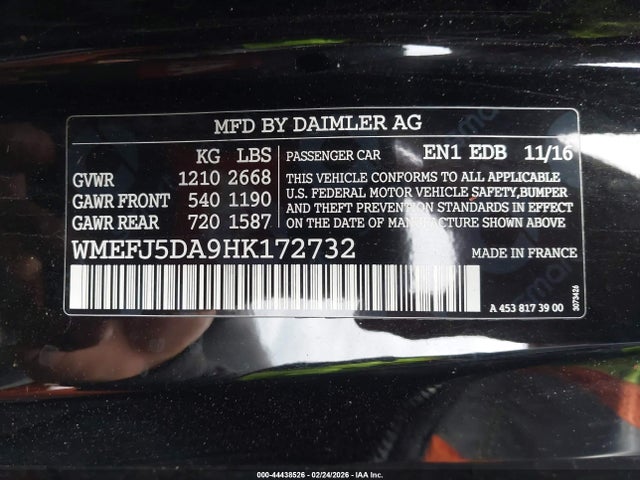 MFD BY DAIMLER AG
KG LBS
GVWR 1210 2668
GAWR FRONT 540 1190
GAWR REAR 720 1587
PASSENGER CAR EN1 EDB 11/16
THIS VEHICLE CONFORMS TO ALL APPLICABLE
U.S. FEDERAL MOTOR VEHICLE SAFETY,BUMPER
AND THEFT PREVENTION STANDARDS IN EFFECT
ON THE DATE OF MANUFACTURE SHOWN ABOVE
WMEFJ5DA9HK172732 MADE IN FRANCE
A 453 817 39 00
3073426
000-44438526 - 02/24/2026 - IAA Inc.